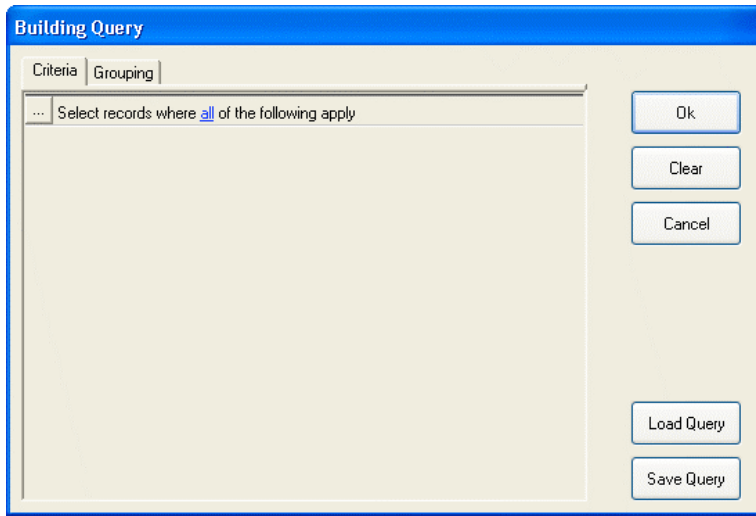 Building Query
Criteria
Grouping
... Select records where all of the following apply
Ok
Clear
Cancel
Load Query
Save Query